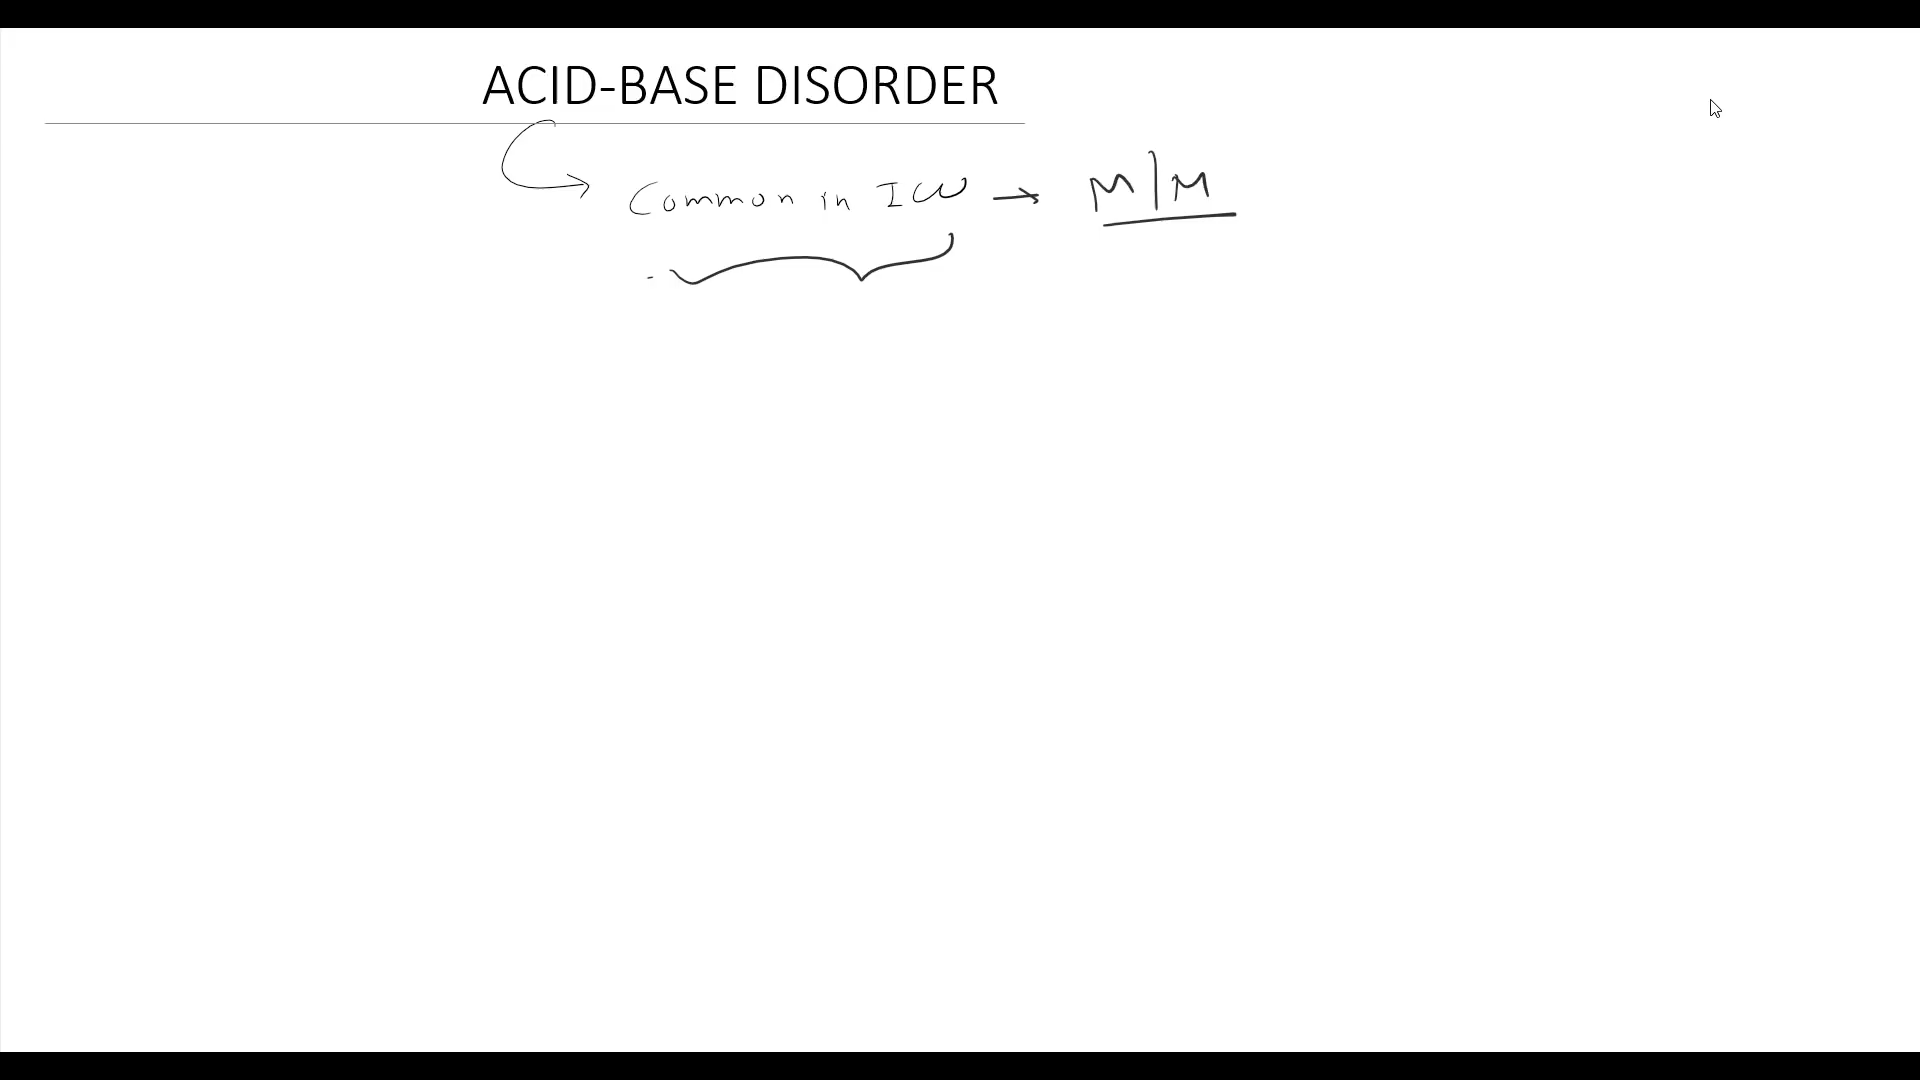 ACID-BASE DISORDER
Common in ICU → M/M